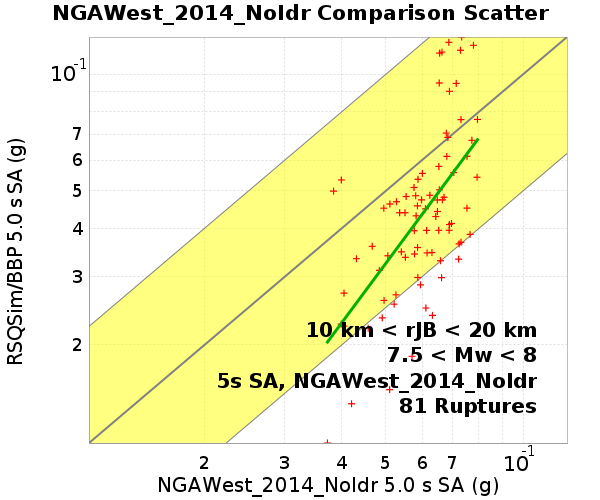 NGAWest_2014_NoIdr Comparison Scatter
10^-1
7
6
5
4
3
2
RSQSim/BBP 5.0 s SA (g)
10 km < rJB < 20 km
7.5 < Mw < 8
5s SA, NGAWest_2014_NoIdr
81 Ruptures
2 3 4 5 6 7 10^-1
NGAWest_2014_NoIdr 5.0 s SA (g)